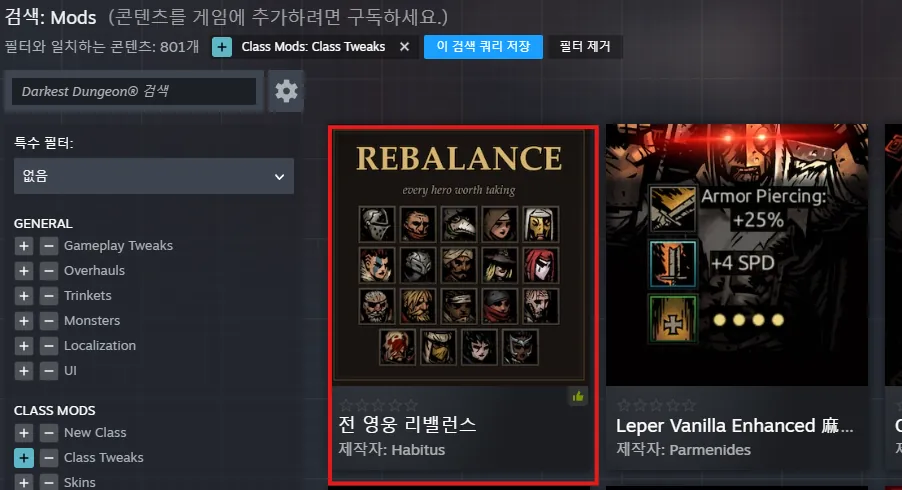 검색: Mods (콘텐츠를 게임에 추가하려면 구독하세요.)
필터와 일치하는 콘텐츠: 801개 + Class Mods: Class Tweaks × 이 검색 쿼리 저장 필터 제거
Darkest Dungeon® 검색
특수 필터:
없음
GENERAL
+ − Gameplay Tweaks
+ − Overhauls
+ − Trinkets
+ − Monsters
+ − Localization
+ − UI
CLASS MODS
+ − New Class
+ − Class Tweaks
+ − Skins
REBALANCE
every hero worth taking
전 영웅 리밸런스
제작자: Habitus
Armor Piercing:
+25%
+4 SPD
Leper Vanilla Enhanced 麻...
제작자: Parmenides